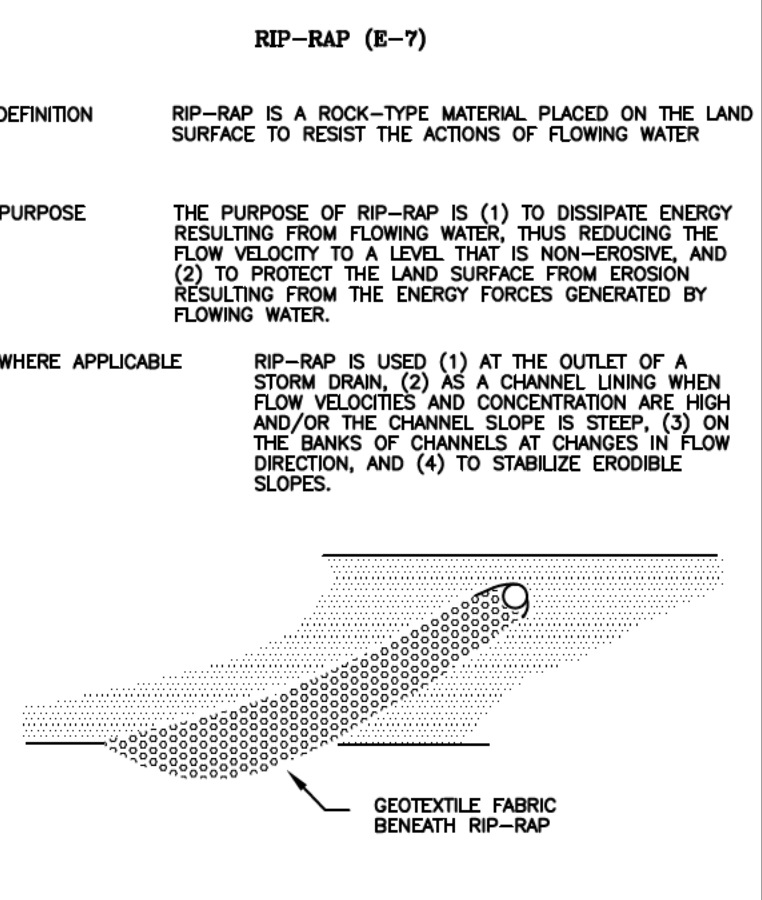 RIP-RAP (E-7)
DEFINITION RIP-RAP IS A ROCK-TYPE MATERIAL PLACED ON THE LAND
SURFACE TO RESIST THE ACTIONS OF FLOWING WATER
PURPOSE THE PURPOSE OF RIP-RAP IS (1) TO DISSIPATE ENERGY
RESULTING FROM FLOWING WATER, THUS REDUCING THE
FLOW VELOCITY TO A LEVEL THAT IS NON-EROSIVE, AND
(2) TO PROTECT THE LAND SURFACE FROM EROSION
RESULTING FROM THE ENERGY FORCES GENERATED BY
FLOWING WATER.
WHERE APPLICABLE RIP-RAP IS USED (1) AT THE OUTLET OF A
STORM DRAIN, (2) AS A CHANNEL LINING WHEN
FLOW VELOCITIES AND CONCENTRATION ARE HIGH
AND/OR THE CHANNEL SLOPE IS STEEP, (3) ON
THE BANKS OF CHANNELS AT CHANGES IN FLOW
DIRECTION, AND (4) TO STABILIZE ERODIBLE
SLOPES.
GEOTEXTILE FABRIC
BENEATH RIP-RAP